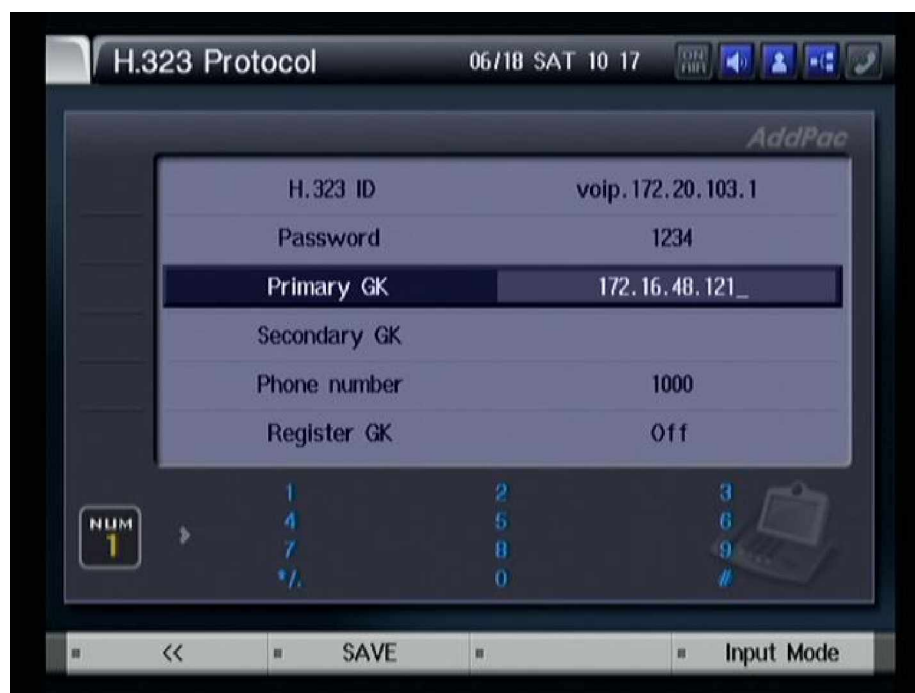 H.323 Protocol 06/18 SAT 10 17 ON AIR
AddPac
H.323 ID voip.172.20.103.1
Password 1234
Primary GK 172.16.48.121_
Secondary GK
Phone number 1000
Register GK Off
1 2 3
NUM 4 5 6
1 > 7 8 9
*/. 0 #
<< SAVE Input Mode